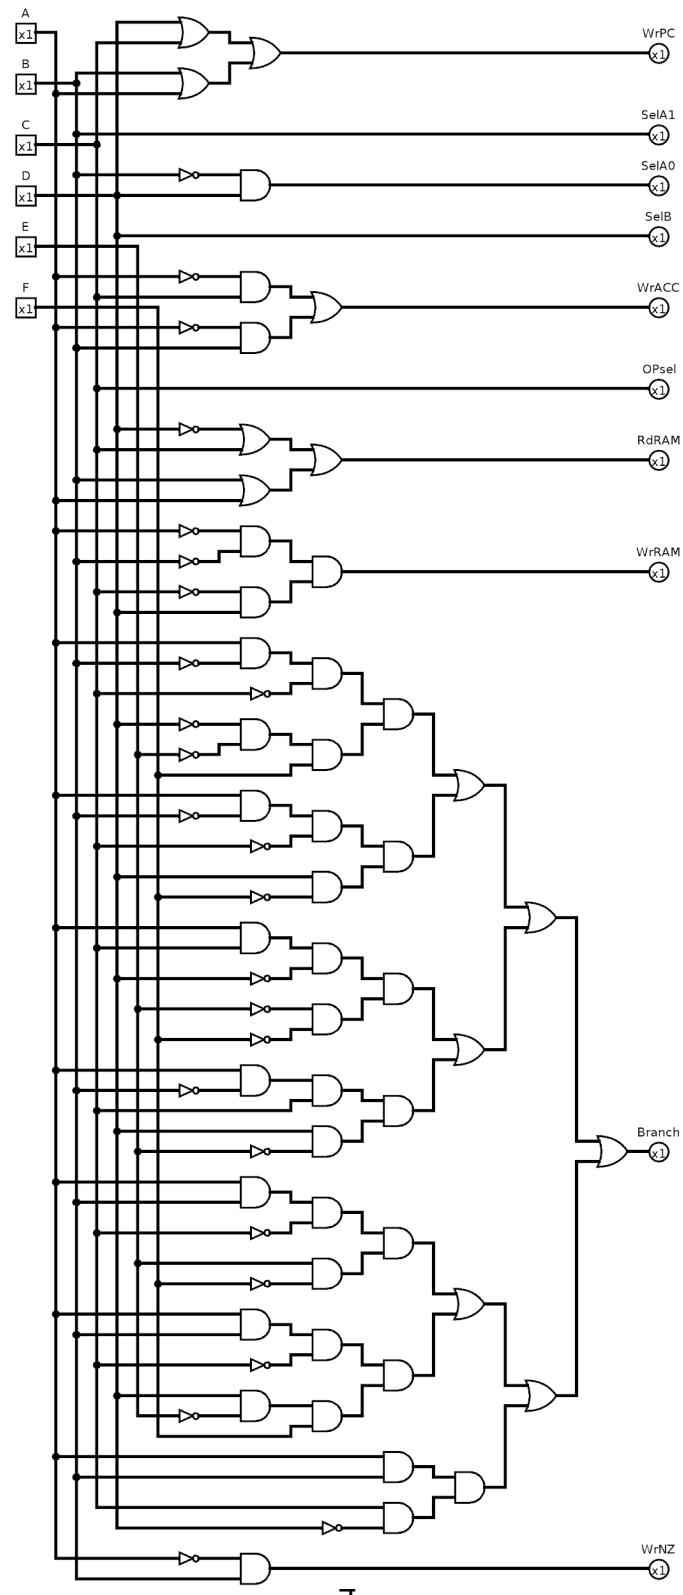 A
x1
WrPC
x1
B
x1
SelA1
x1
C
x1
SelA0
x1
D
x1
SelB
x1
E
x1
WrACC
x1
F
x1
OPsel
x1
RdRAM
x1
WrRAM
x1
Branch
x1
WrNZ
x1